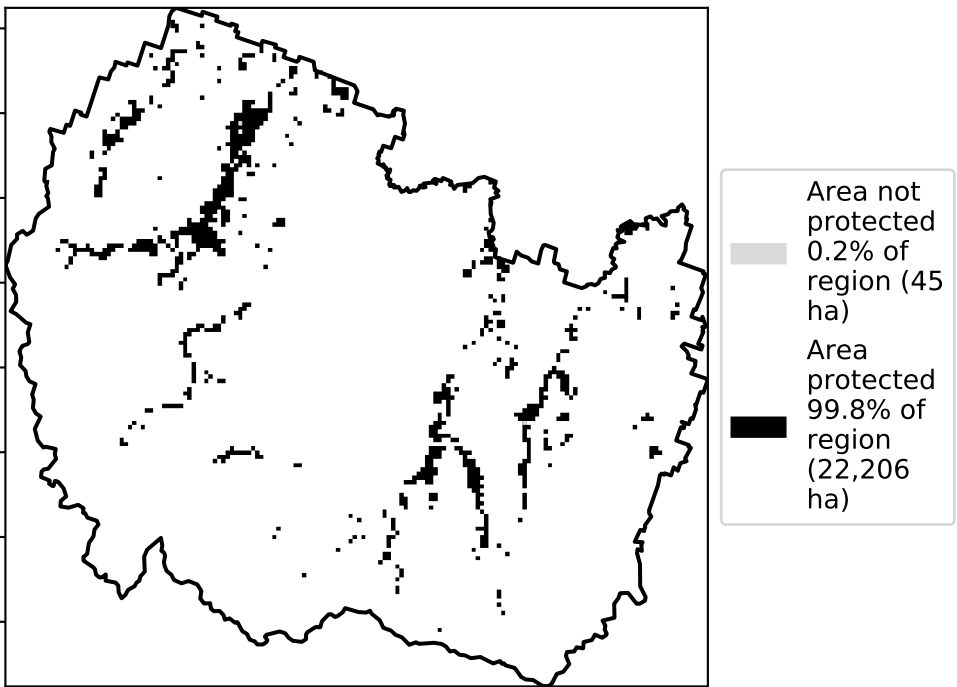 Area not
protected
0.2% of
region (45
ha)
Area
protected
99.8% of
region
(22,206
ha)